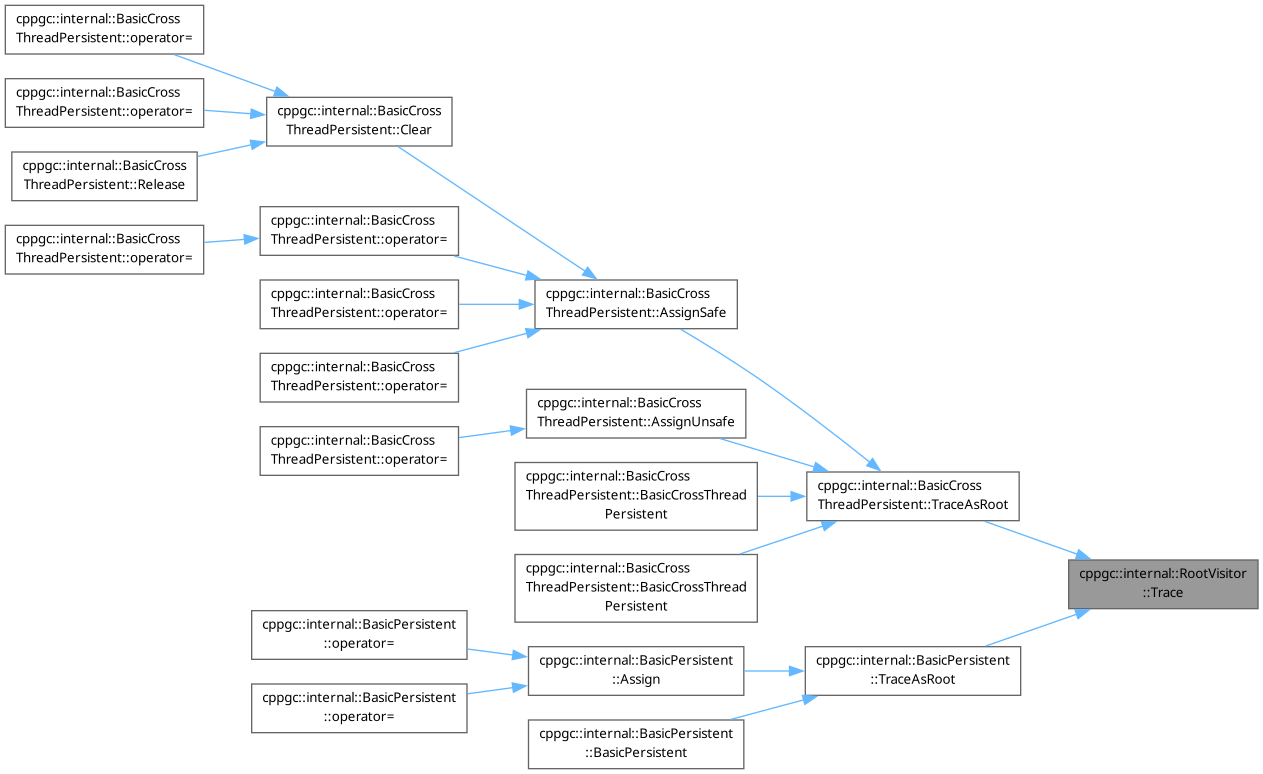 cppgc::internal::BasicCross
ThreadPersistent::operator=
cppgc::internal::BasicCross
ThreadPersistent::operator=
cppgc::internal::BasicCross
ThreadPersistent::Clear
cppgc::internal::BasicCross
ThreadPersistent::Release
cppgc::internal::BasicCross
ThreadPersistent::operator=
cppgc::internal::BasicCross
ThreadPersistent::operator=
cppgc::internal::BasicCross
ThreadPersistent::operator=
cppgc::internal::BasicCross
ThreadPersistent::AssignSafe
cppgc::internal::BasicCross
ThreadPersistent::operator=
cppgc::internal::BasicCross
ThreadPersistent::AssignUnsafe
cppgc::internal::BasicCross
ThreadPersistent::operator=
cppgc::internal::BasicCross
ThreadPersistent::BasicCrossThread
Persistent
cppgc::internal::BasicCross
ThreadPersistent::TraceAsRoot
cppgc::internal::BasicCross
ThreadPersistent::BasicCrossThread
Persistent
cppgc::internal::RootVisitor
::Trace
cppgc::internal::BasicPersistent
::operator=
cppgc::internal::BasicPersistent
::Assign
cppgc::internal::BasicPersistent
::TraceAsRoot
cppgc::internal::BasicPersistent
::operator=
cppgc::internal::BasicPersistent
::BasicPersistent